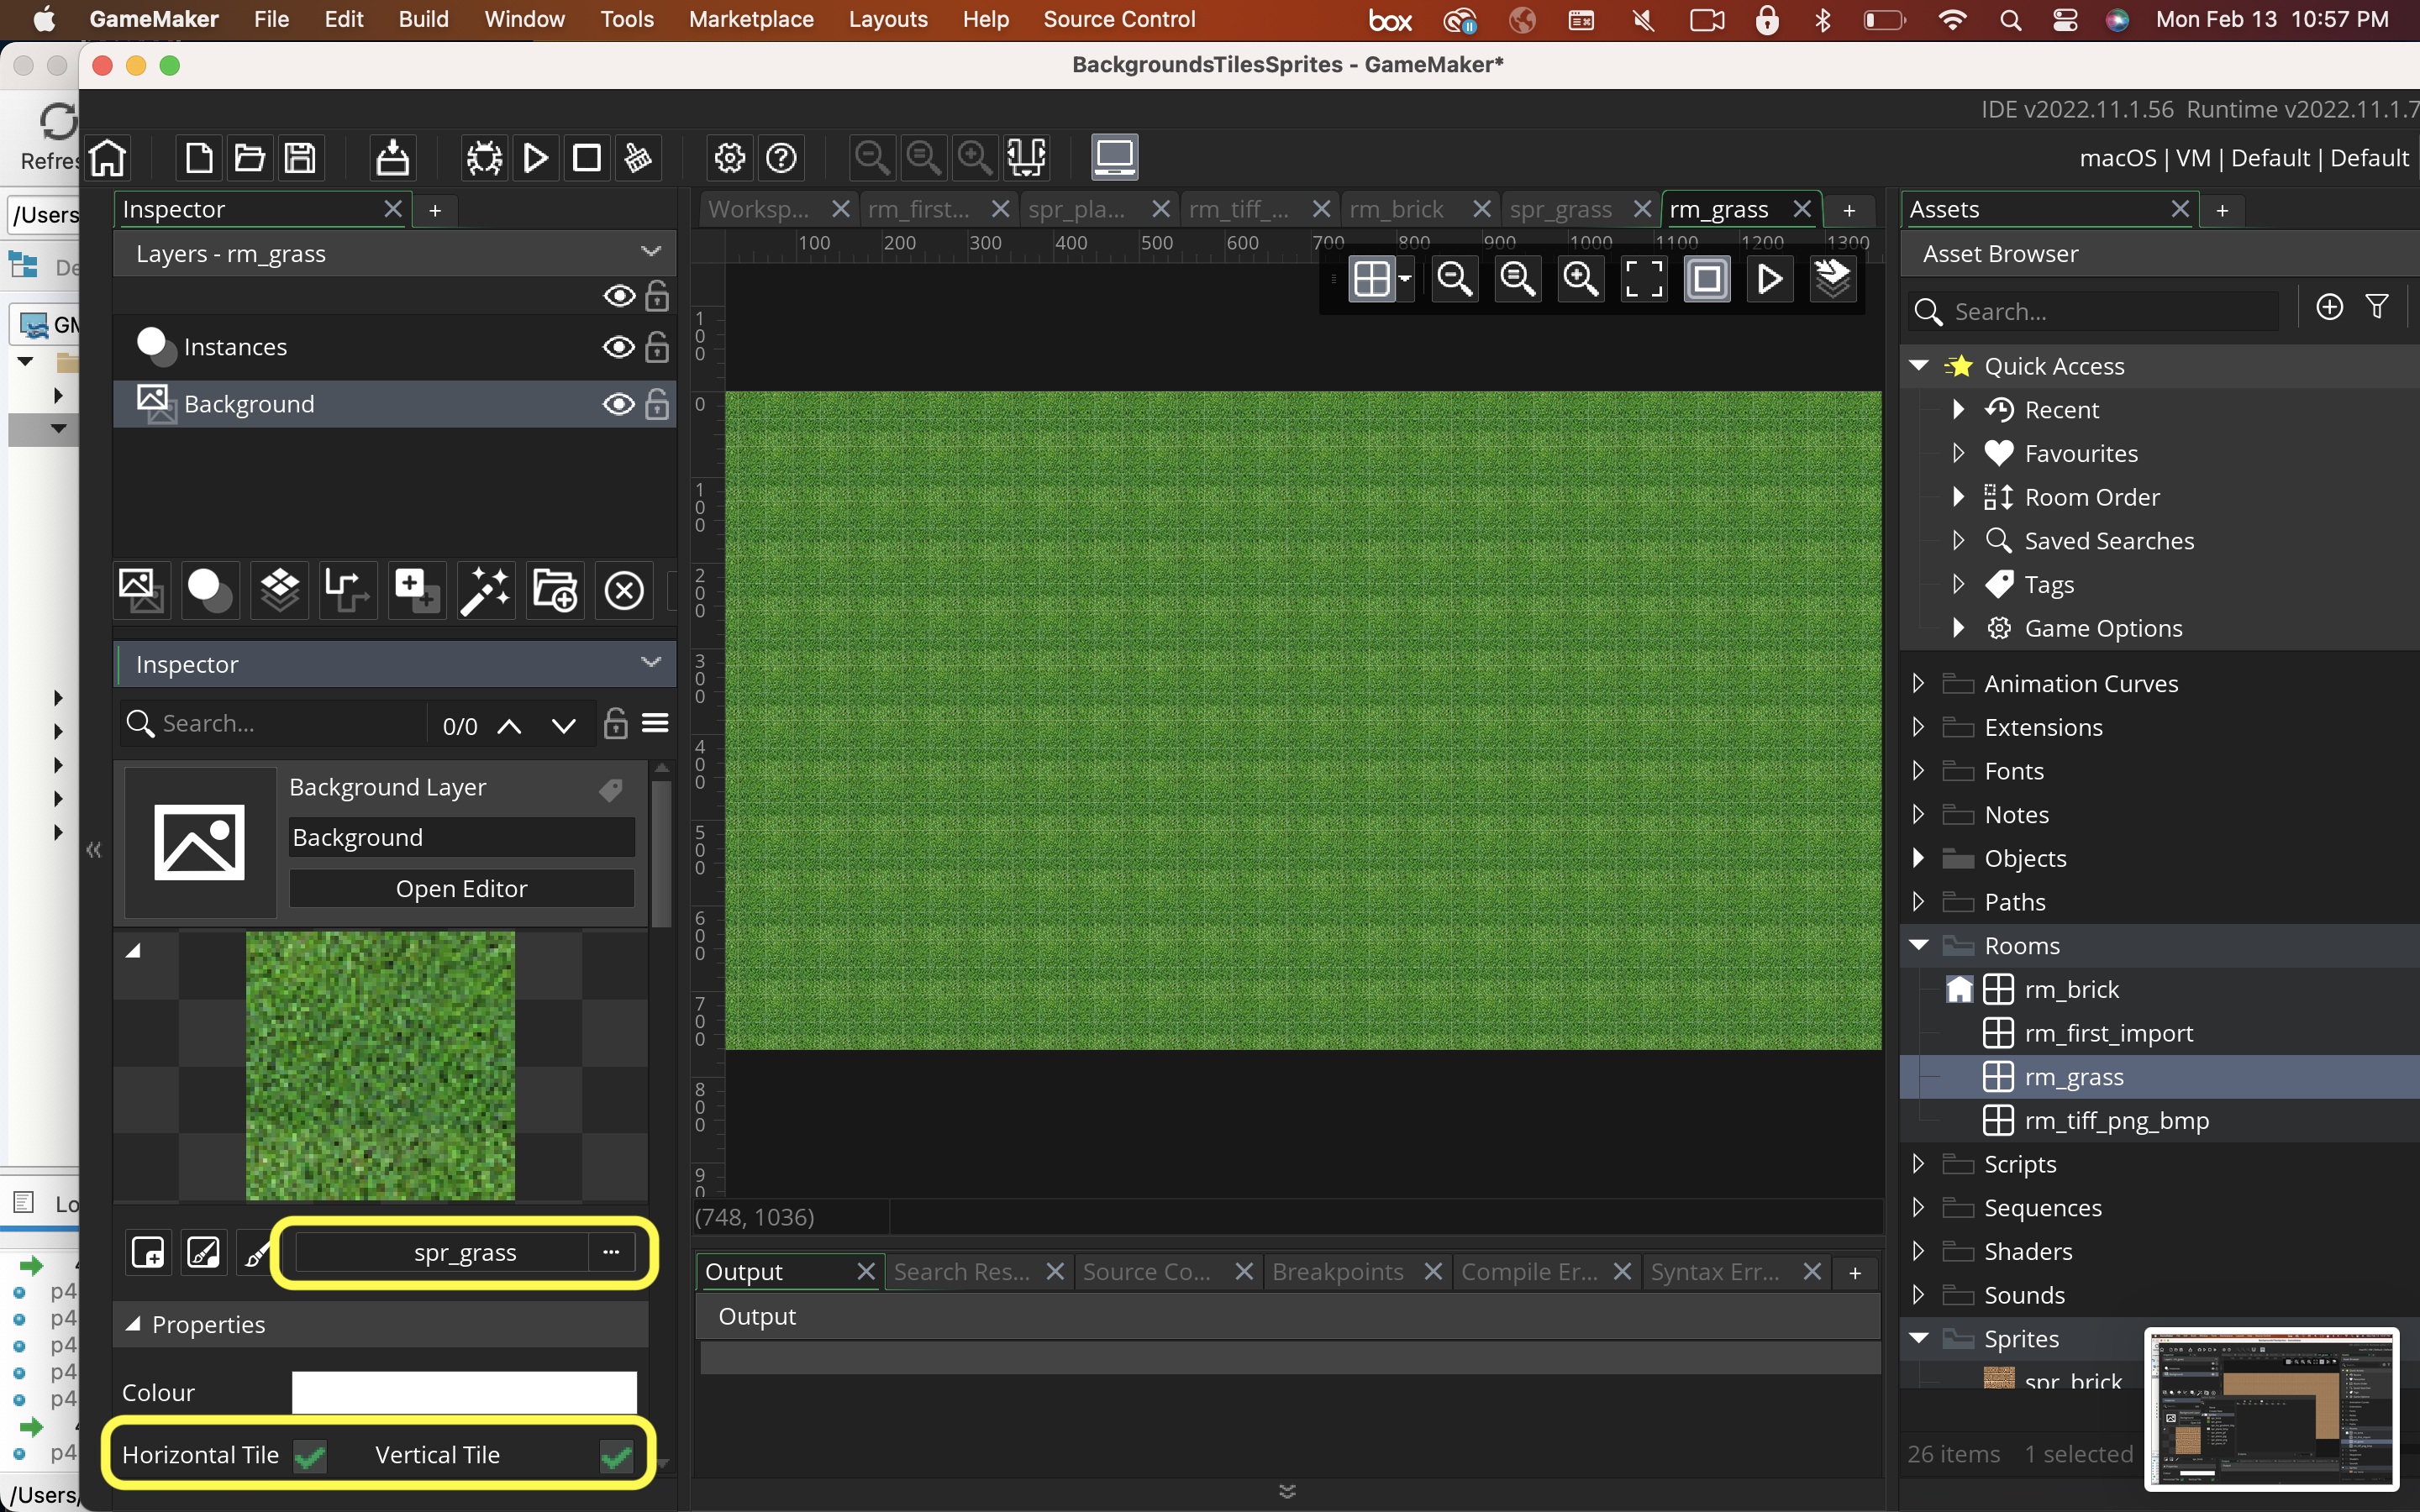 GameMaker File Edit Build Window Tools Marketplace Layouts Help Source Control box Mon Feb 13 10:57 PM
BackgroundsTilesSprites - GameMaker*
IDE v2022.11.1.56 Runtime v2022.11.1.7
Refres
macOS | VM | Default | Default
/Users
Inspector
Layers - rm_grass
Instances
Background
Inspector
Search...
0/0
Background Layer
Background
Open Editor
spr_grass
...
Properties
Colour
Horizontal Tile
Vertical Tile
De
GM
Lo
4
p4
p4
p4
p4
p4
4
p4
/Users/
Worksp... rm_first... spr_pla... rm_tiff_... rm_brick spr_grass rm_grass
100 200 300 400 500 600 700 800 900 1000 1100 1200 1300
100
0
100
200
300
400
500
600
700
800
90
(748, 1036)
Output Search Res... Source Co... Breakpoints Compile Er... Syntax Err...
Output
Assets
Asset Browser
Search...
Quick Access
Recent
Favourites
Room Order
Saved Searches
Tags
Game Options
Animation Curves
Extensions
Fonts
Notes
Objects
Paths
Rooms
rm_brick
rm_first_import
rm_grass
rm_tiff_png_bmp
Scripts
Sequences
Shaders
Sounds
Sprites
spr_brick
26 items 1 selected